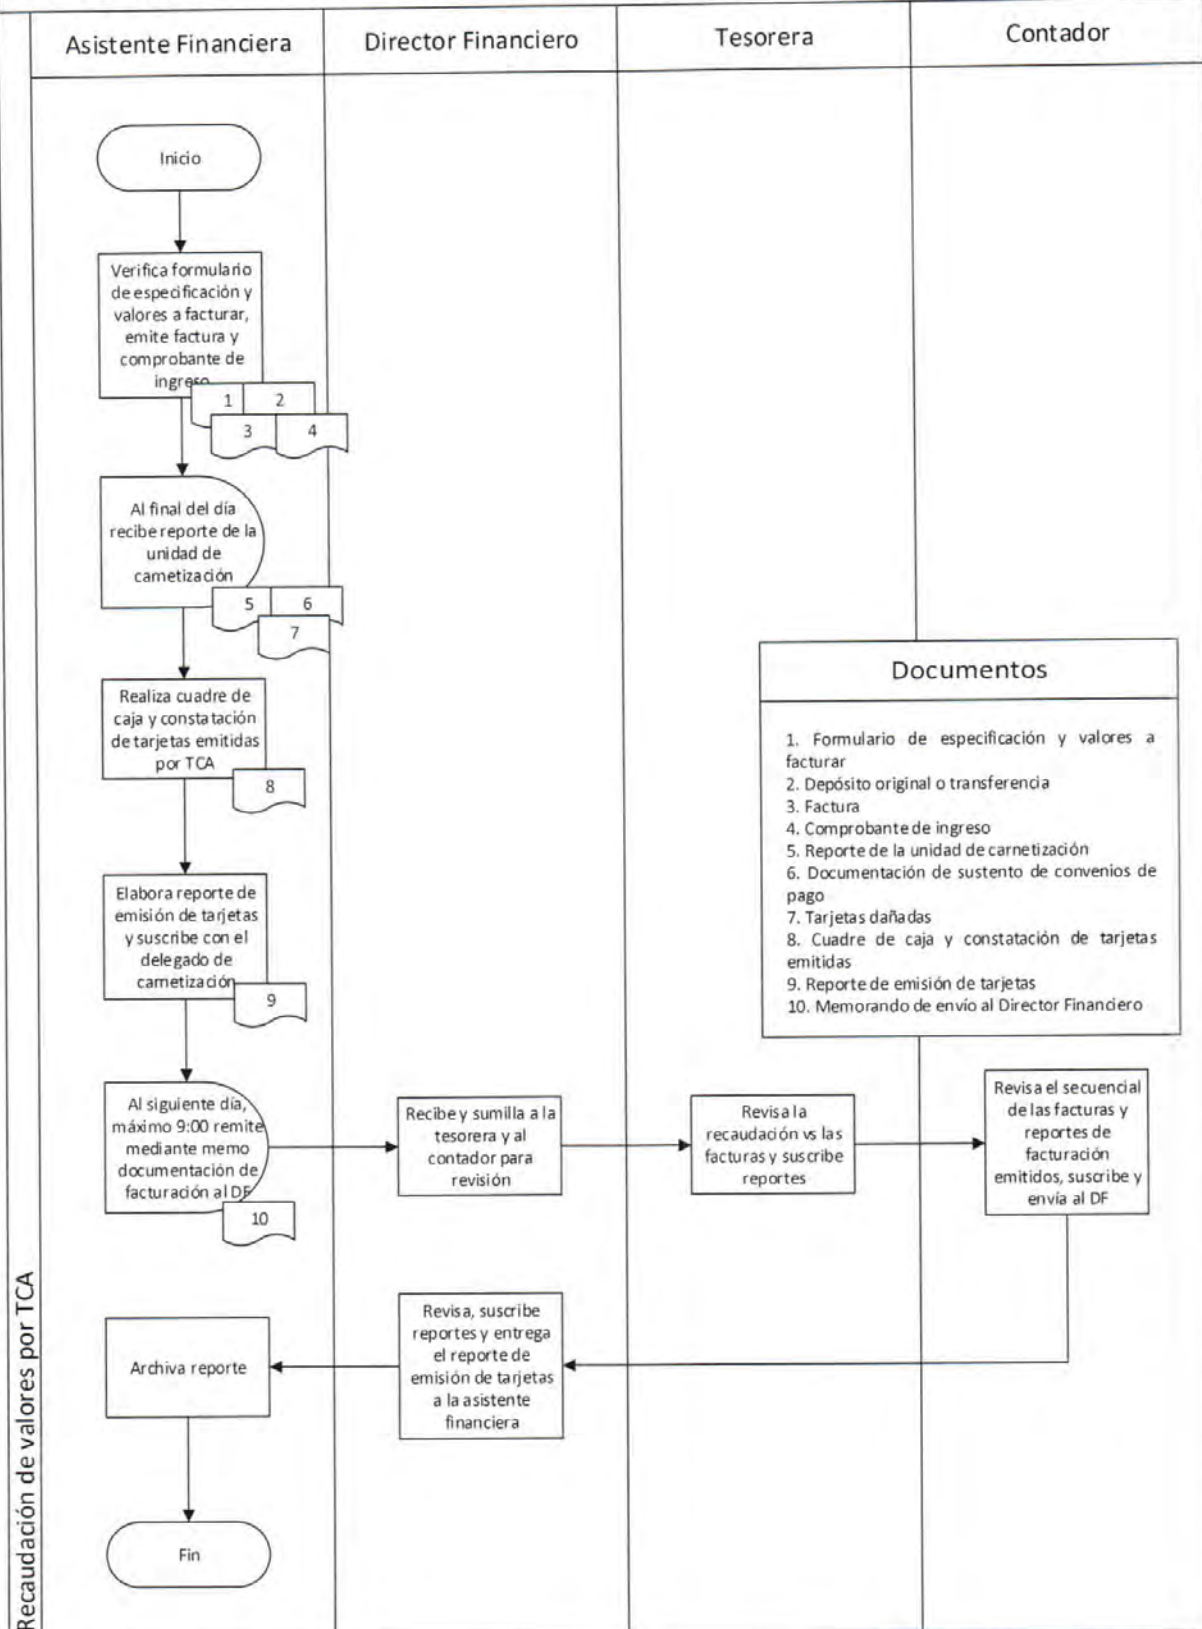 Asistente Financiera
Director Financiero
Tesorera
Contador
Inicio
Verifica formulario
de especificación y
valores a facturar,
emite factura y
comprobante de
ingreso
1
2
3
4
Al final del día
recibe reporte de la
unidad de
carnetización
5
6
7
Realiza cuadre de
caja y constatación
de tarjetas emitidas
por TCA
8
Elabora reporte de
emisión de tarjetas
y suscribe con el
delegado de
carnetización
9
Documentos
1. Formulario de especificación y valores a
facturar
2. Depósito original o transferencia
3. Factura
4. Comprobante de ingreso
5. Reporte de la unidad de carnetización
6. Documentación de sustento de convenios de
pago
7. Tarjetas dañadas
8. Cuadre de caja y constatación de tarjetas
emitidas
9. Reporte de emisión de tarjetas
10. Memorando de envío al Director Financiero
Al siguiente día,
máximo 9:00 remite
mediante memo
documentación de
facturación al DF
10
Recibe y sumilla a la
tesorera y al
contador para
revisión
Revisa la
recaudación vs las
facturas y suscribe
reportes
Revisa el secuencial
de las facturas y
reportes de
facturación
emitidos, suscribe y
envía al DF
Revisa, suscribe
reportes y entrega
el reporte de
emisión de tarjetas
a la asistente
financiera
Archiva reporte
Fin
Recaudación de valores por TCA